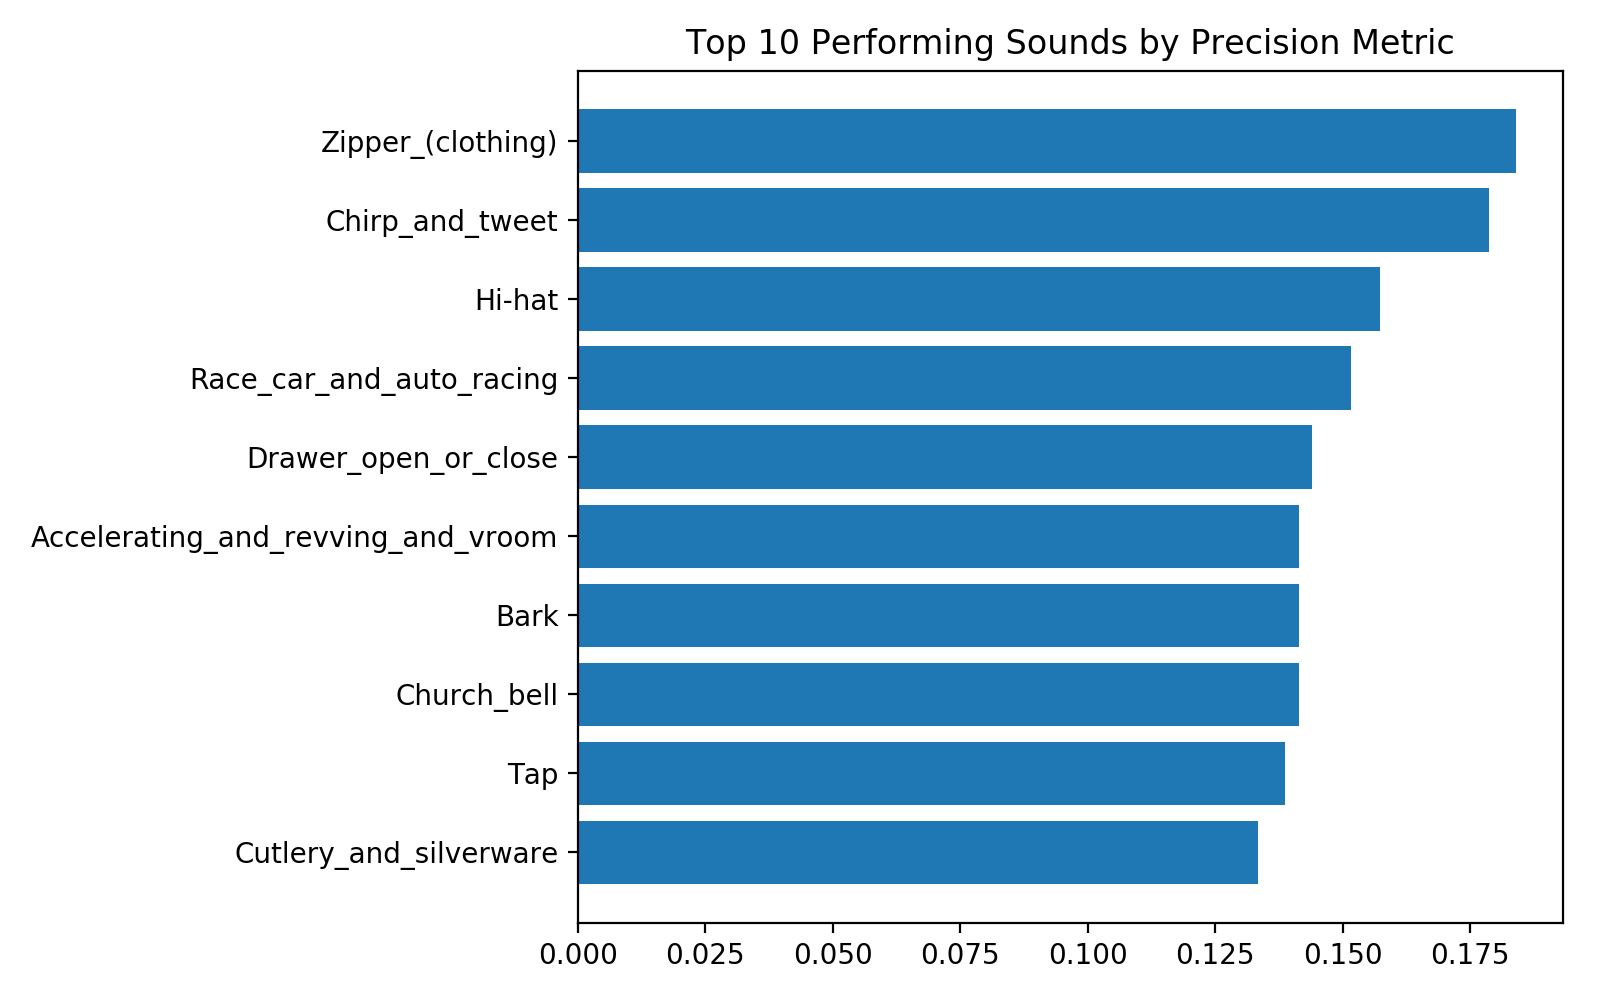 Top 10 Performing Sounds by Precision Metric
Zipper_(clothing)
Chirp_and_tweet
Hi-hat
Race_car_and_auto_racing
Drawer_open_or_close
Accelerating_and_revving_and_vroom
Bark
Church_bell
Tap
Cutlery_and_silverware
0.000 0.025 0.050 0.075 0.100 0.125 0.150 0.175